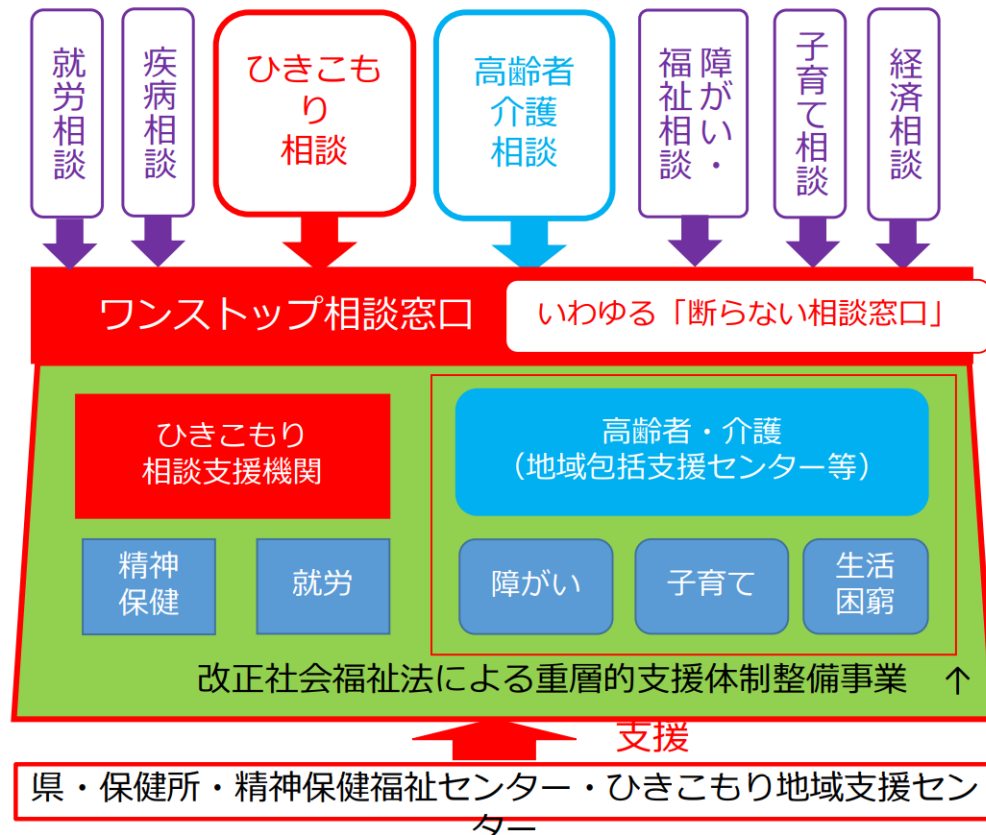 就労相談
疾病相談
ひきこも
り
相談
高齢者
介護
相談
障がい・
福祉相談
子育て相談
経済相談
ワンストップ相談窓口
いわゆる「断らない相談窓口」
ひきこもり
相談支援機関
高齢者・介護
（地域包括支援センター等）
精神
保健
就労
障がい
子育て
生活
困窮
改正社会福祉法による重層的支援体制整備事業 ↑
支援
県・保健所・精神保健福祉センター・ひきこもり地域支援セン
ター